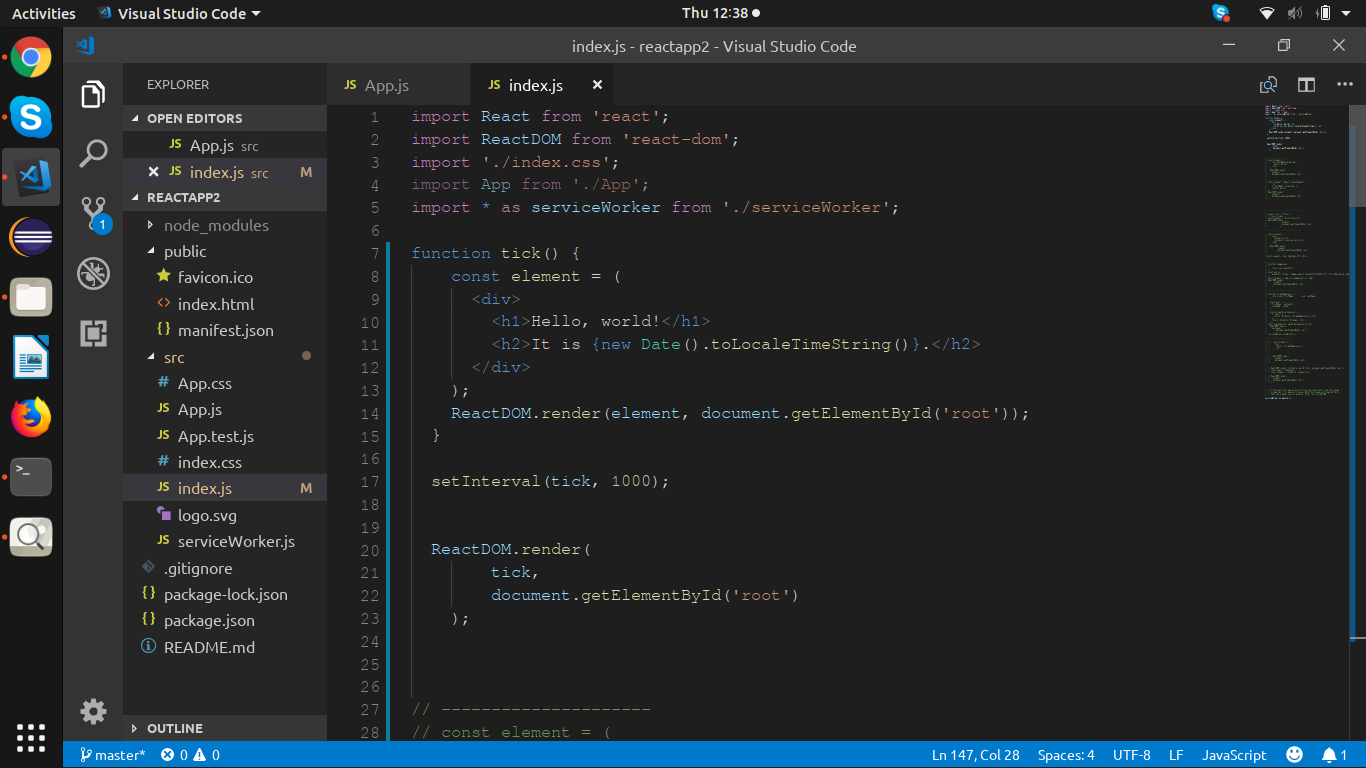 Activities
Visual Studio Code
Thu 12:38
index.js - reactapp2 - Visual Studio Code
EXPLORER
OPEN EDITORS
JS App.js src
JS index.js src M
REACTAPP2
node_modules
public
favicon.ico
<> index.html
{} manifest.json
src
# App.css
JS App.js
JS App.test.js
# index.css
JS index.js M
logo.svg
JS serviceWorker.js
.gitignore
{} package-lock.json
{} package.json
README.md
OUTLINE
1
JS App.js
JS index.js
1 import React from 'react';
2 import ReactDOM from 'react-dom';
3 import './index.css';
4 import App from './App';
5 import * as serviceWorker from './serviceWorker';
6
7 function tick() {
8 const element = (
9 <div>
10 <h1>Hello, world!</h1>
11 <h2>It is {new Date().toLocaleTimeString()}.</h2>
12 </div>
13 );
14 ReactDOM.render(element, document.getElementById('root'));
15 }
16
17 setInterval(tick, 1000);
18
19
20 ReactDOM.render(
21 tick,
22 document.getElementById('root')
23 );
24
25
26
27 // ---------------------
28 // const element = (
master* 0 0
Ln 147, Col 28 Spaces: 4 UTF-8 LF JavaScript 1